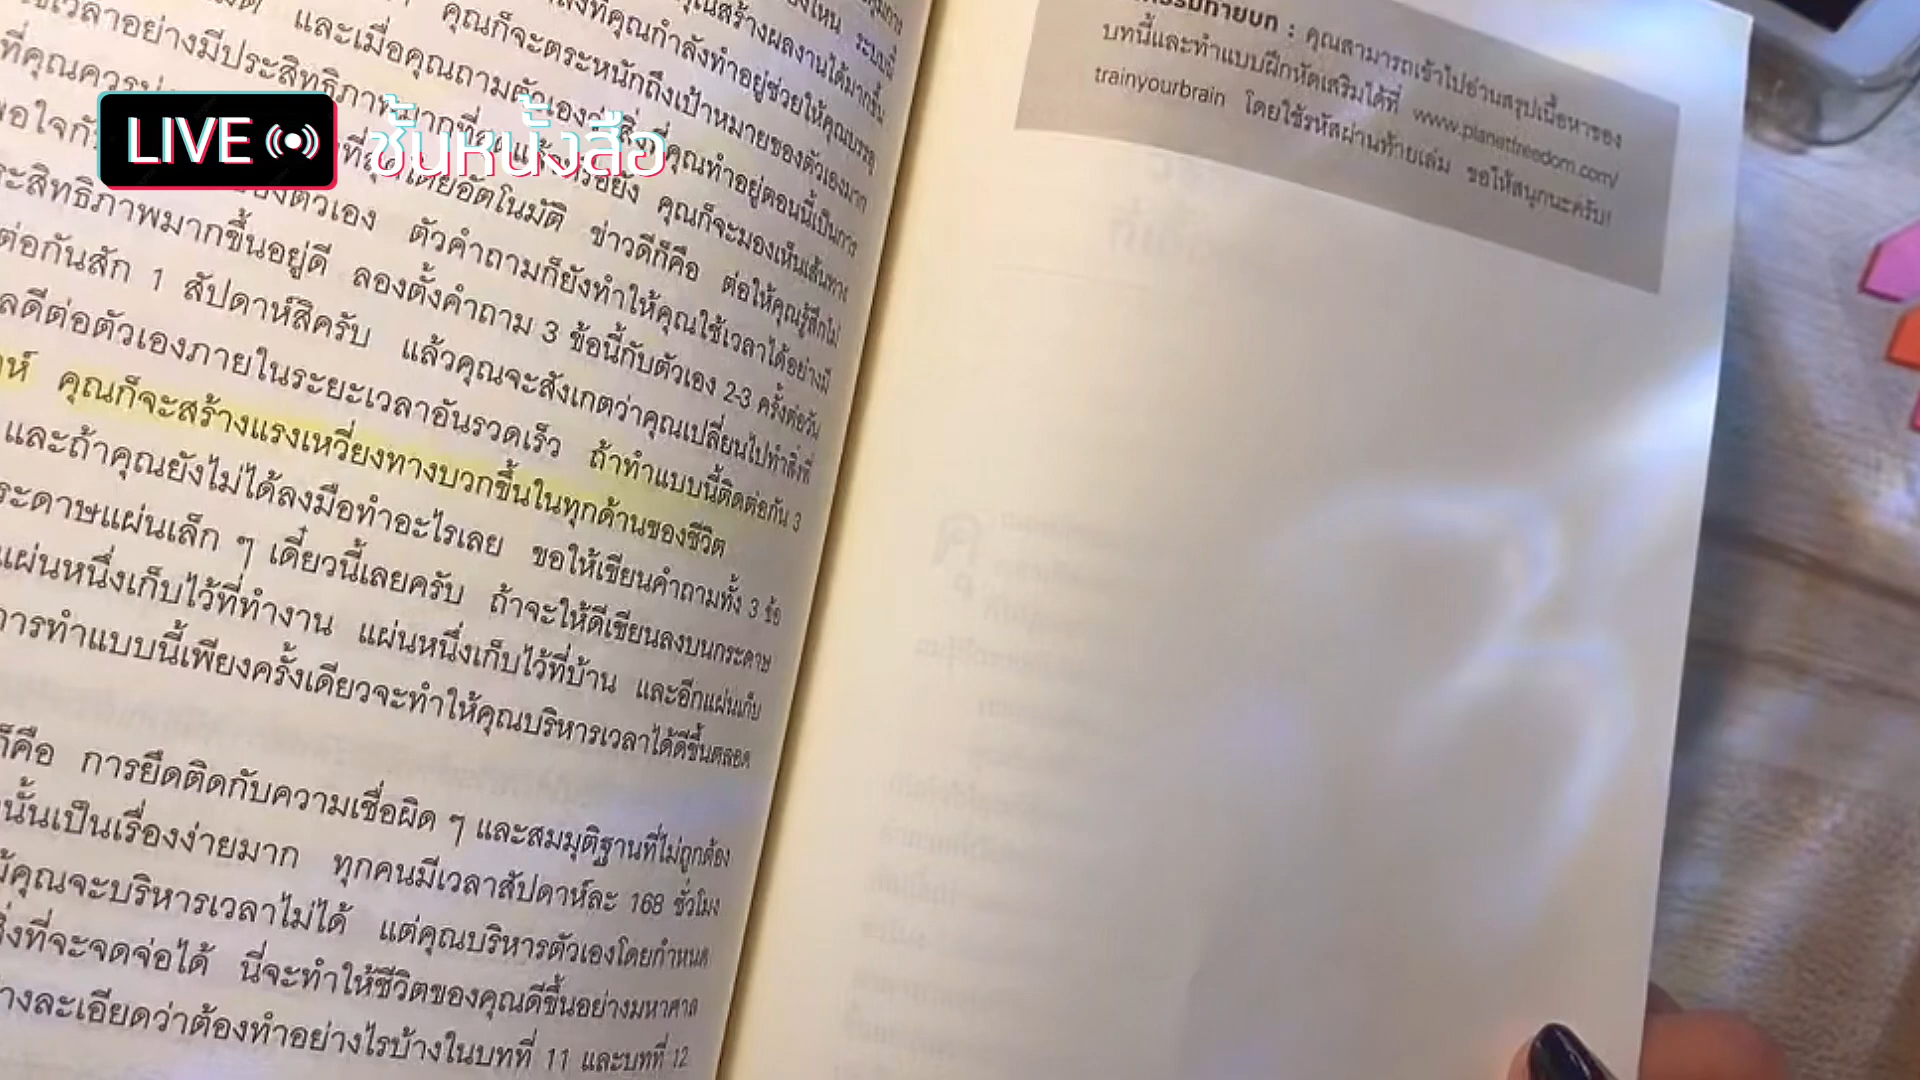 LIVE ชั้นหนั้งสือ
และเมื่อคุณถามตัวเองว่าสิ่งที่คุณทำอยู่ตอนนี้เป็นการ
ใช้เวลาอย่างมีประสิทธิภาพมากที่สุดแล้วหรือยัง คุณก็จะมองเห็นเส้นทาง
ที่คุณควร ที่สุดโดยอัตโนมัติ ข่าวดีก็คือ ต่อให้คุณรู้สึกไม่
ของตัวเอง ตัวคำถามก็ยังทำให้คุณใช้เวลาได้อย่างมี
ประสิทธิภาพมากขึ้นอยู่ดี ลองตั้งคำถาม 3 ข้อนี้กับตัวเอง 2-3 ครั้งต่อวัน
ต่อกันสัก 1 สัปดาห์สิครับ แล้วคุณจะสังเกตว่าคุณเปลี่ยนไปทำสิ่งที่
ดีต่อตัวเองภายในระยะเวลาอันรวดเร็ว ถ้าทำแบบนี้ติดต่อกัน 3
คุณก็จะสร้างแรงเหวี่ยงทางบวกขึ้นในทุกด้านของชีวิต
และถ้าคุณยังไม่ได้ลงมือทำอะไรเลย ขอให้เขียนคำถามทั้ง 3 ข้อ
กระดาษแผ่นเล็ก ๆ เดี๋ยวนี้เลยครับ ถ้าจะให้ดีเขียนลงบนกระดาษ
แผ่นหนึ่งเก็บไว้ที่ทำงาน แผ่นหนึ่งเก็บไว้ที่บ้าน และอีกแผ่นเก็บ
การทำแบบนี้เพียงครั้งเดียวจะทำให้คุณบริหารเวลาได้ดีขึ้นตลอด
ก็คือ การยึดติดกับความเชื่อผิด ๆ และสมมุติฐานที่ไม่ถูกต้อง
นั้นเป็นเรื่องง่ายมาก ทุกคนมีเวลาสัปดาห์ละ 168 ชั่วโมง
คุณจะบริหารเวลาไม่ได้ แต่คุณบริหารตัวเองโดยกำหนด
สิ่งที่จะจดจ่อได้ นี่จะทำให้ชีวิตของคุณดีขึ้นอย่างมหาศาล
อย่างละเอียดว่าต้องทำอย่างไรบ้างในบทที่ 11 และบทที่ 12
กรรมท้ายบท : คุณสามารถเข้าไปอ่านสรุปเนื้อหาของ
บทนี้และทำแบบฝึกหัดเสริมได้ที่ www.planetfreedom.com/
trainyourbrain โดยใช้รหัสผ่านท้ายเล่ม ขอให้สนุกนะครับ!